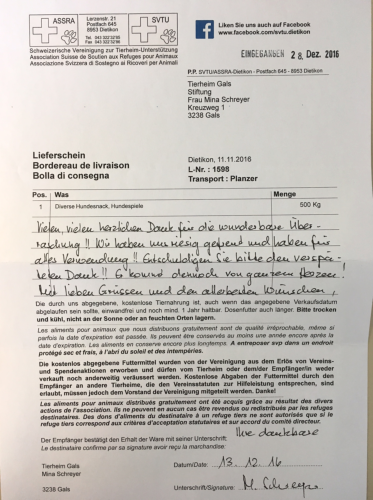 ASSRA
SVTU
Lerzenstr. 21
Postfach 645
8953 Dietikon
Liken Sie uns auch auf Facebook
www.facebook.com/svtu.dietikon
Schweizerische Vereinigung zur Tierheim-Unterstützung
Association Suisse de Soutien aux Refuges pour Animaux
Associazione Svizzera di Sostegno ai Ricoveri per Animali
EINGEGANGEN 28. Dez. 2016
P.P. SVTU/ASSRA-Dietikon - Postfach 645 - 8953 Dietikon
Tierheim Gals
Stiftung
Frau Mina Schreyer
Kreuzweg 1
3238 Gals
Lieferschein
Bordereau de livraison
Bolla di consegna
Dietikon, 11.11.2016
L-Nr. : 1598
Transport : Planzer
Pos. Was Menge
1 Diverse Hundesnack, Hundespiele 500 Kg
Vielen, vielen herzlichen Dank für die wunderbare Über-
raschung!! Wir haben uns riesig gefreut und haben für
alles Verwendung!! Entschuldigen Sie bitte den verspä-
teten Dank!! Er kommt dennoch von ganzem Herzen!
Mit lieben Grüssen und den allerbesten Wünschen,
Die durch uns abgegebene, kostenlose Tiernahrung ist, auch wenn das angegebene Verkaufsdatum
abgelaufen sein sollte, einwandfrei und noch mind. 1 Jahr haltbar. Dosenfutter auch länger. Bitte trocken
und kühl, nicht an der Sonne oder an feuchten Orten lagern.
Les aliments pour animaux que nous distribuons gratuitement sont de qualité irréprochable, même si
parfois la date d'expiration est passée. Ils peuvent être conservés au moins une année encore après la
date d'expiration. Les aliments en conserve encore plus longtemps. A entreposer svp dans un endroit
protégé sec et frais, à l'abri du soleil et des intempéries.
Die kostenlos abgegebenen Futtermittel wurden von der Vereinigung aus dem Erlös von Vereins-
und Spendenaktionen erworben und dürfen vom Tierheim oder dem/der Empfänger/in weder
verkauft noch anderweitig veräussert werden. Kostenlose Abgaben der Futtermittel durch den
Empfänger an andere Tierheime, die den Vereinsstatuten zur Hilfeleistung entsprechen, sind
erlaubt, müssen jedoch dem Vorstand der Vereinigung mitgeteilt werden. Danke!
Les aliments pour animaux distribués gratuitement ont été acquis grâce au résultat des divers
actions de l'association. Ils ne peuvent en aucun cas être revendus ou redistribués par les refuges
destinataires. Des dons d'aliments du destinataire à un refuge tiers ne sont autorisés que si le
refuge tiers correspond aux critères d'acceptation statutaires et sur accord du comité directeur.
Der Empfänger bestätigt den Erhalt der Ware mit seiner Unterschrift:
Le destinataire confirme par sa signature avoir reçu la marchandise:
Ihre dankbare
Tierheim Gals
Mina Schreyer
3238 Gals
Datum/Date: 13.12.16
Unterschrift/Signature: M. Schreyer